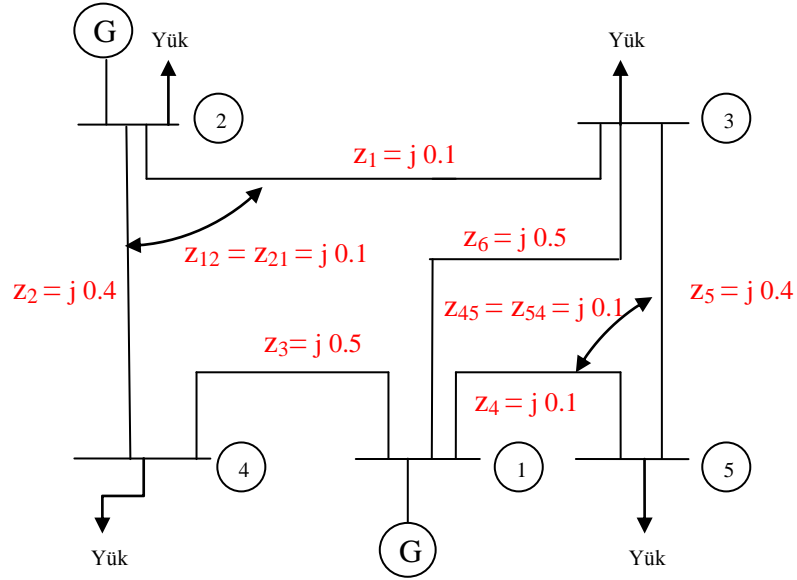 G
Yük
Yük
2
3
z1 = j 0.1
z6 = j 0.5
z12 = z21 = j 0.1
z2 = j 0.4
z45 = z54 = j 0.1
z5 = j 0.4
z3= j 0.5
z4 = j 0.1
4
1
5
G
Yük
Yük